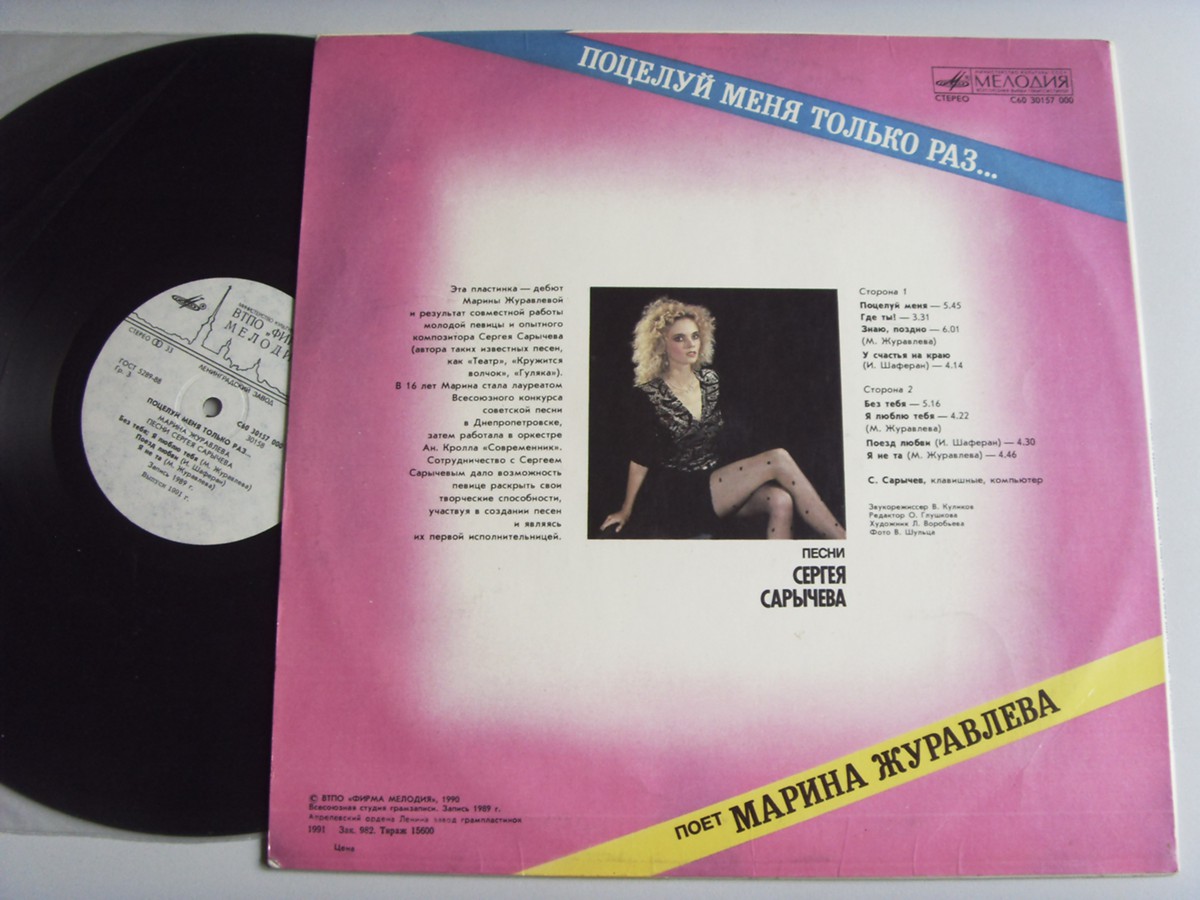 ПОЦЕЛУЙ МЕНЯ ТОЛЬКО РАЗ...
МЕЛОДИЯ
СТЕРЕО
С60 30157 000
Эта пластинка — дебют
Марины Журавлевой
и результат совместной работы
молодой певицы и опытного
композитора Сергея Сарычева
(автора таких известных песен,
как «Театр», «Кружится
волчок», «Гуляка»).
В 16 лет Марина стала лауреатом
Всесоюзного конкурса
советской песни
в Днепропетровске,
затем работала в оркестре
Ан. Кролла «Современник».
Сотрудничество с Сергеем
Сарычевым дало возможность
певице раскрыть свои
творческие способности,
участвуя в создании песен
и являясь
их первой исполнительницей.
Сторона 1
Поцелуй меня — 5.45
Где ты! — 3.31
Знаю, поздно — 6.01
(М. Журавлева)
У счастья на краю
(И. Шаферан) — 4.14
Сторона 2
Без тебя — 5.16
Я люблю тебя — 4.22
(М. Журавлева)
Поезд любви (И. Шаферан) — 4.30
Я не та (М. Журавлева) — 4.46
С. Сарычев, клавишные, компьютер
Звукорежиссер В. Куликов
Редактор О. Глушкова
Художник Л. Воробьева
Фото В. Шульца
ПЕСНИ
СЕРГЕЯ
САРЫЧЕВА
ПОЕТ МАРИНА ЖУРАВЛЕВА
© ВТПО «ФИРМА МЕЛОДИЯ», 1990
Всесоюзная студия грамзаписи. Запись 1989 г.
Апрелевский ордена Ленина завод грампластинок
1991 Зак. 982. Тираж 15600
Цена
МИНИСТЕРСТВО КУЛЬТУ
ВТПО «ФИ
МЕЛОДИ
СТЕРЕО 33
ЛЕНИНГРАДСКИЙ ЗАВОД
ГОСТ 5289-88
Гр. 3
С60 30157 000
30159
ПОЦЕЛУЙ МЕНЯ ТОЛЬКО РАЗ...
МАРИНА ЖУРАВЛЕВА
ПЕСНИ СЕРГЕЯ САРЫЧЕВА
Без тебя; Я люблю тебя (М. Журавлева)
Поезд любви (И. Шаферан)
Я не та (М. Журавлева)
Запись 1989 г.
Выпуск 1991 г.